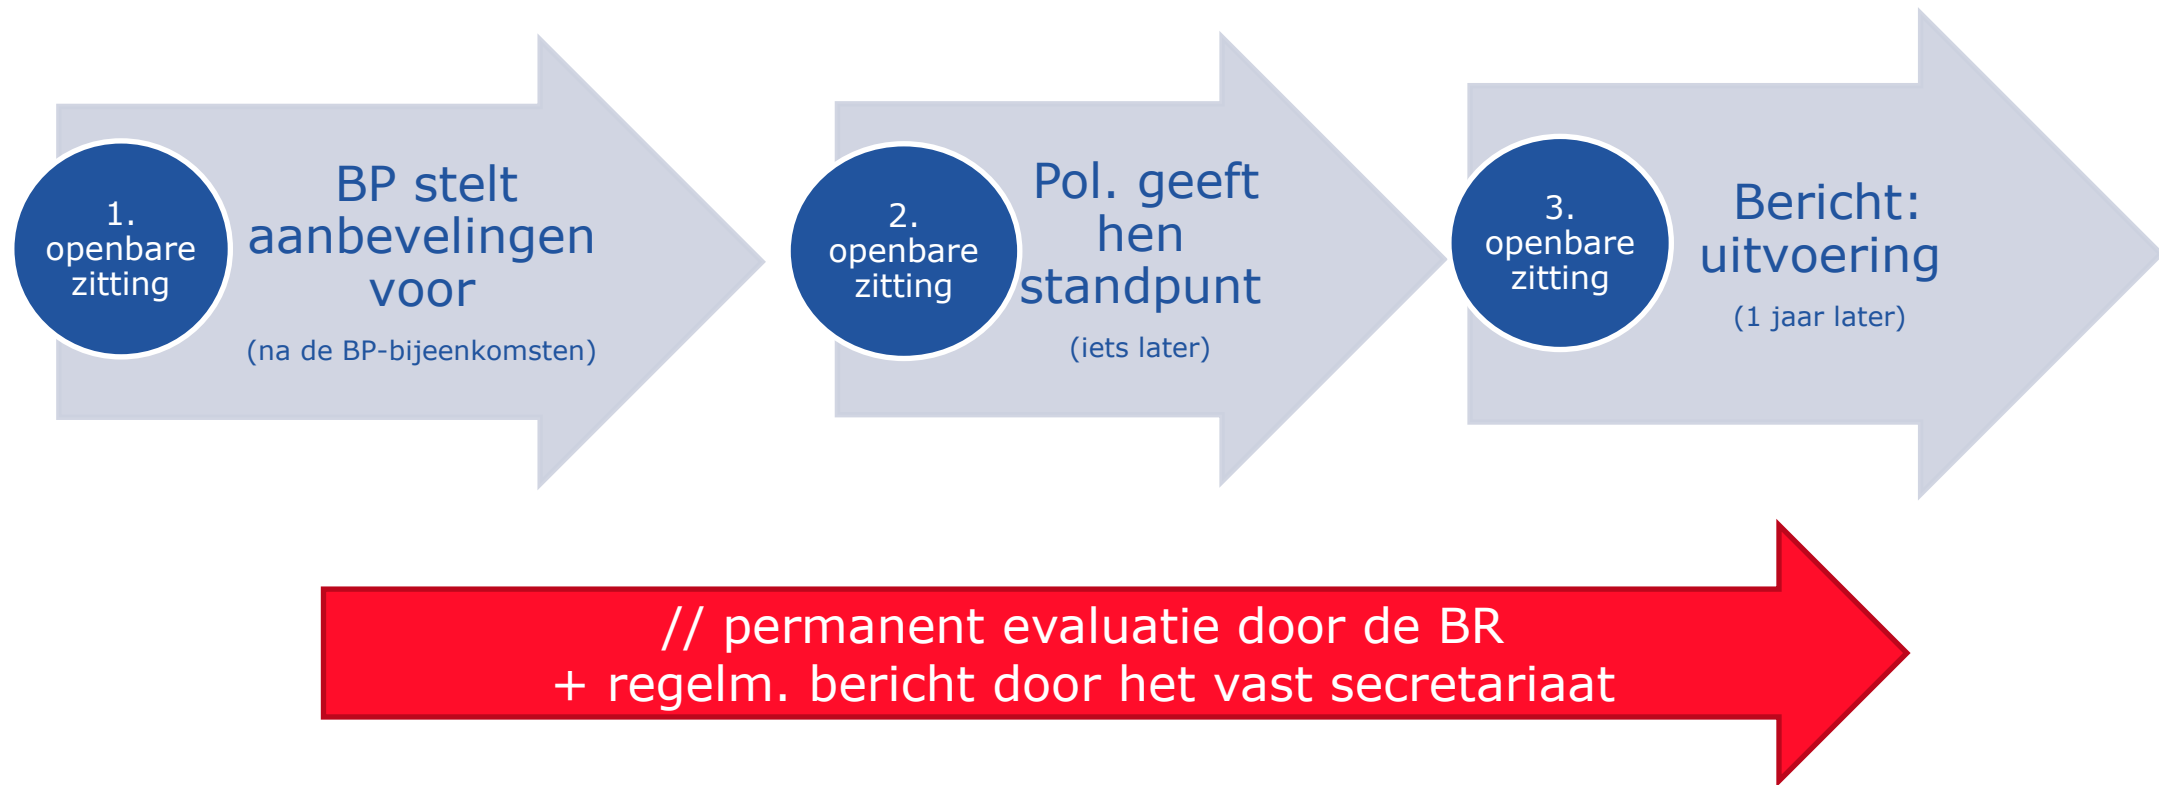 1.
openbare
zitting
BP stelt
aanbevelingen
voor
(na de BP-bijeenkomsten)
2.
openbare
zitting
Pol. geeft
hen
standpunt
(iets later)
3.
openbare
zitting
Bericht:
uitvoering
(1 jaar later)
// permanent evaluatie door de BR
+ regelm. bericht door het vast secretariaat